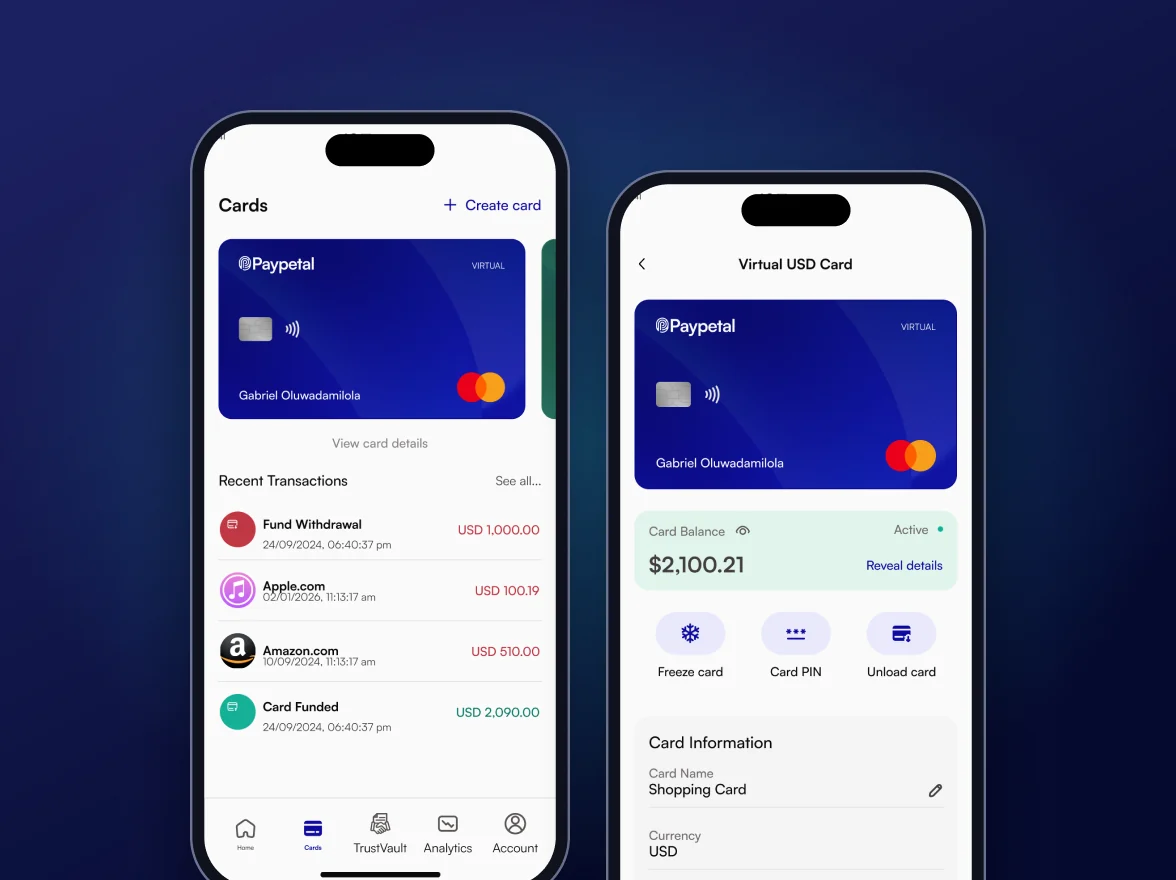 Cards
+ Create card
Paypetal
VIRTUAL
Gabriel Oluwadamilola
View card details
Recent Transactions
See all...
Fund Withdrawal
USD 1,000.00
24/09/2024, 06:40:37 pm
Apple.com
USD 100.19
02/01/2026, 11:13:17 am
Amazon.com
USD 510.00
10/09/2024, 11:13:17 am
Card Funded
USD 2,090.00
24/09/2024, 06:40:37 pm
Home
Cards
TrustVault
Analytics
Account
Virtual USD Card
Paypetal
VIRTUAL
Gabriel Oluwadamilola
Card Balance
Active
$2,100.21
Reveal details
Freeze card
Card PIN
Unload card
Card Information
Card Name
Shopping Card
Currency
USD